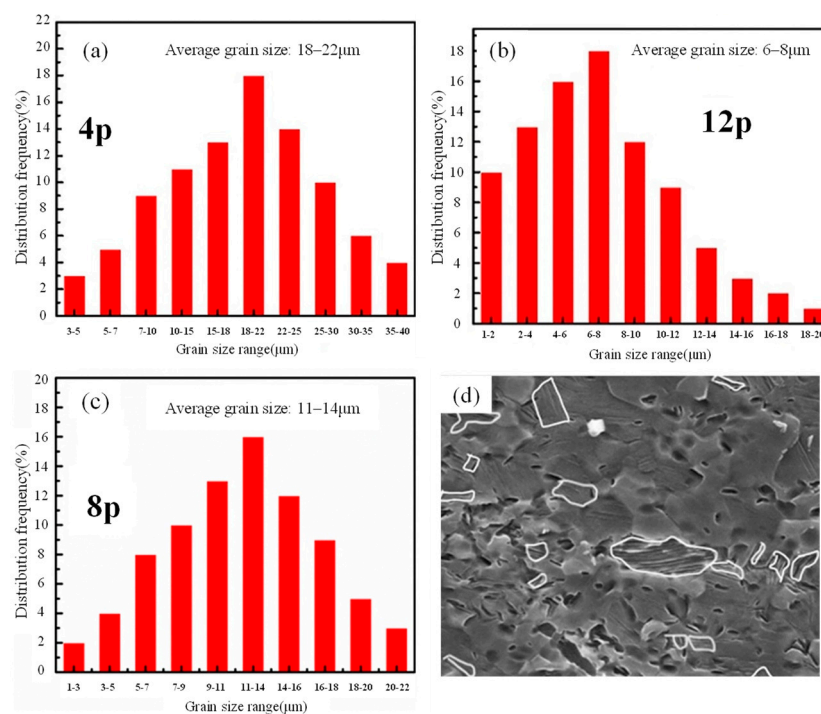 (a)
Average grain size: 18–22μm
4p
Distribution frequency(%)
22
20
18
16
14
12
10
8
6
4
2
0
3-5 5-7 7-10 10-15 15-18 18-22 22-25 25-30 30-35 35-40
Grain size range(μm)
(b)
Average grain size: 6–8μm
12p
Distribution frequency(%)
18
16
14
12
10
8
6
4
2
0
1-2 2-4 4-6 6-8 8-10 10-12 12-14 14-16 16-18 18-20
Grain size range(μm)
(c)
Average grain size: 11–14μm
8p
Distribution frequency(%)
20
18
16
14
12
10
8
6
4
2
0
1-3 3-5 5-7 7-9 9-11 11-14 14-16 16-18 18-20 20-22
Grain size range(μm)
(d)